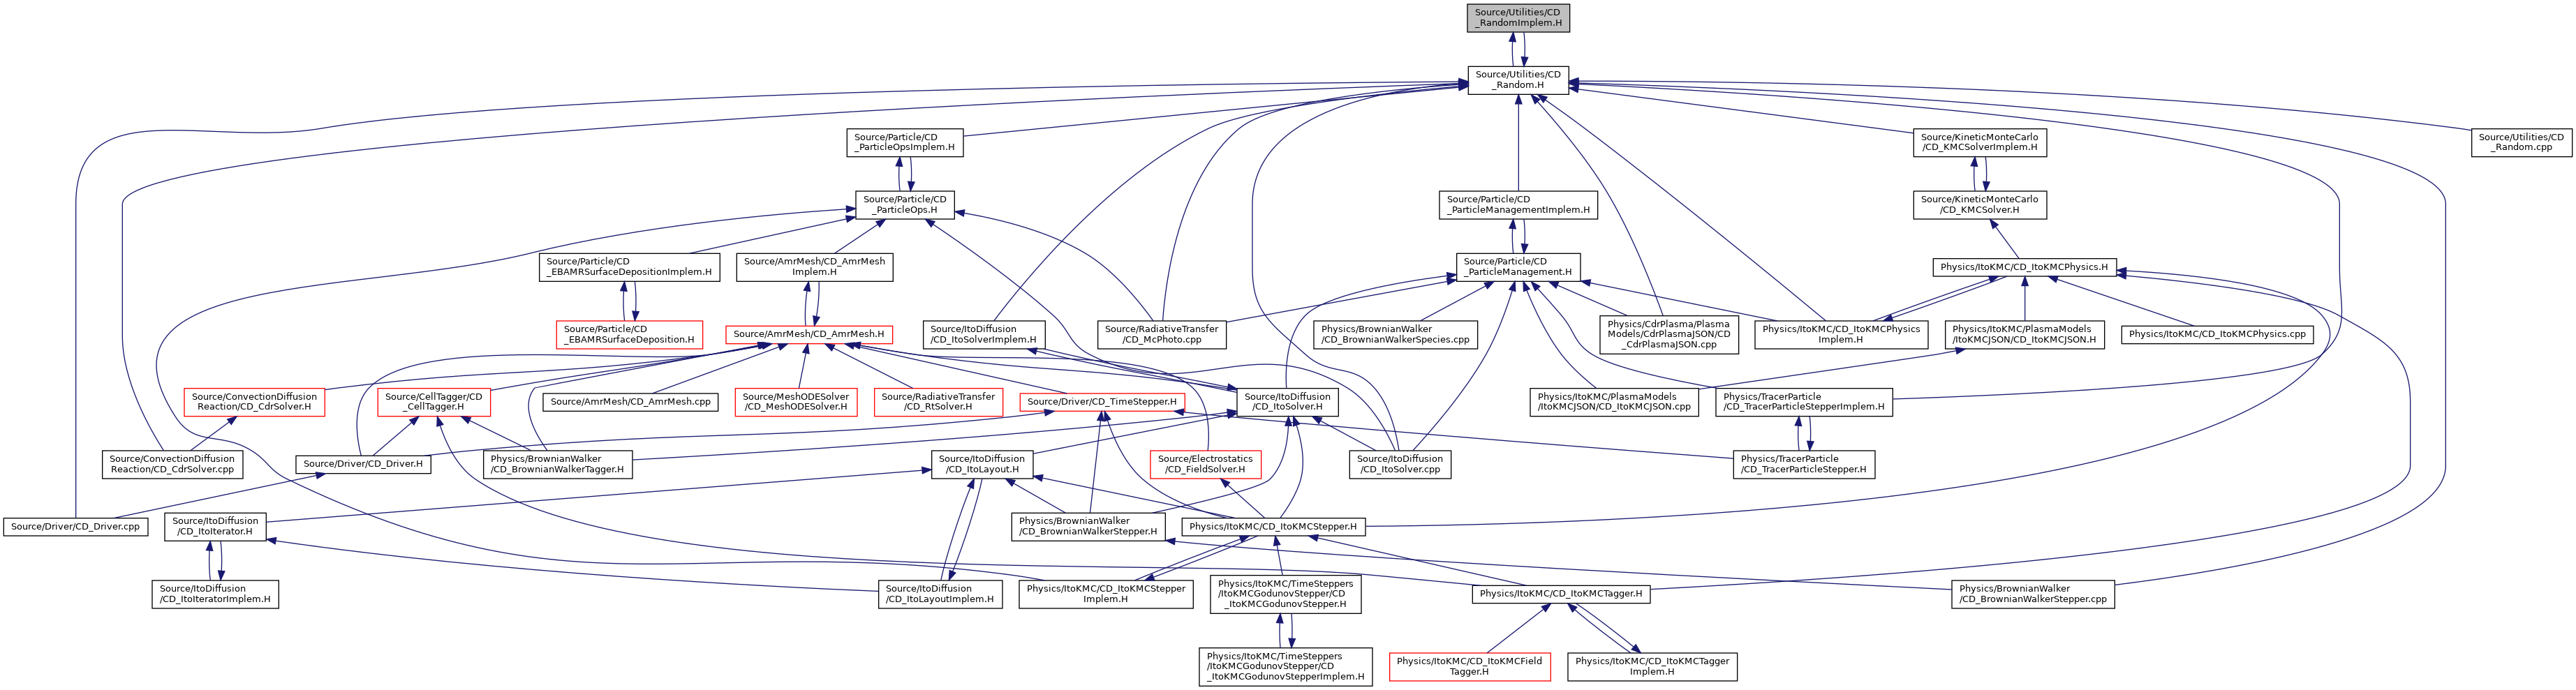 Source/Utilities/CD
_RandomImplem.H
Source/Utilities/CD
_Random.H
Source/Particle/CD
_ParticleOpsImplem.H
Source/KineticMonteCarlo
/CD_KMCSolverImplem.H
Source/Utilities/CD
_Random.cpp
Source/Particle/CD
_ParticleOps.H
Source/Particle/CD
_ParticleManagementImplem.H
Source/KineticMonteCarlo
/CD_KMCSolver.H
Source/Particle/CD
_EBAMRSurfaceDepositionImplem.H
Source/AmrMesh/CD_AmrMesh
Implem.H
Source/Particle/CD
_ParticleManagement.H
Physics/ItoKMC/CD_ItoKMCPhysics.H
Source/Particle/CD
_EBAMRSurfaceDeposition.H
Source/AmrMesh/CD_AmrMesh.H
Source/ItoDiffusion
/CD_ItoSolverImplem.H
Source/RadiativeTransfer
/CD_McPhoto.cpp
Physics/BrownianWalker
/CD_BrownianWalkerSpecies.cpp
Physics/CdrPlasma/Plasma
Models/CdrPlasmaJSON/CD
_CdrPlasmaJSON.cpp
Physics/ItoKMC/CD_ItoKMCPhysics
Implem.H
Physics/ItoKMC/PlasmaModels
/ItoKMCJSON/CD_ItoKMCJSON.H
Physics/ItoKMC/CD_ItoKMCPhysics.cpp
Source/ConvectionDiffusion
Reaction/CD_CdrSolver.H
Source/CellTagger/CD
_CellTagger.H
Source/AmrMesh/CD_AmrMesh.cpp
Source/MeshODESolver
/CD_MeshODESolver.H
Source/RadiativeTransfer
/CD_RtSolver.H
Source/Driver/CD_TimeStepper.H
Source/ItoDiffusion
/CD_ItoSolver.H
Physics/ItoKMC/PlasmaModels
/ItoKMCJSON/CD_ItoKMCJSON.cpp
Physics/TracerParticle
/CD_TracerParticleStepperImplem.H
Source/ConvectionDiffusion
Reaction/CD_CdrSolver.cpp
Source/Driver/CD_Driver.H
Physics/BrownianWalker
/CD_BrownianWalkerTagger.H
Source/ItoDiffusion
/CD_ItoLayout.H
Source/Electrostatics
/CD_FieldSolver.H
Source/ItoDiffusion
/CD_ItoSolver.cpp
Physics/TracerParticle
/CD_TracerParticleStepper.H
Source/Driver/CD_Driver.cpp
Source/ItoDiffusion
/CD_ItoIterator.H
Physics/BrownianWalker
/CD_BrownianWalkerStepper.H
Physics/ItoKMC/CD_ItoKMCStepper.H
Source/ItoDiffusion
/CD_ItoIteratorImplem.H
Source/ItoDiffusion
/CD_ItoLayoutImplem.H
Physics/ItoKMC/CD_ItoKMCStepper
Implem.H
Physics/ItoKMC/TimeSteppers
/ItoKMCGodunovStepper/CD
_ItoKMCGodunovStepper.H
Physics/ItoKMC/CD_ItoKMCTagger.H
Physics/BrownianWalker
/CD_BrownianWalkerStepper.cpp
Physics/ItoKMC/TimeSteppers
/ItoKMCGodunovStepper/CD
_ItoKMCGodunovStepperImplem.H
Physics/ItoKMC/CD_ItoKMCField
Tagger.H
Physics/ItoKMC/CD_ItoKMCTagger
Implem.H